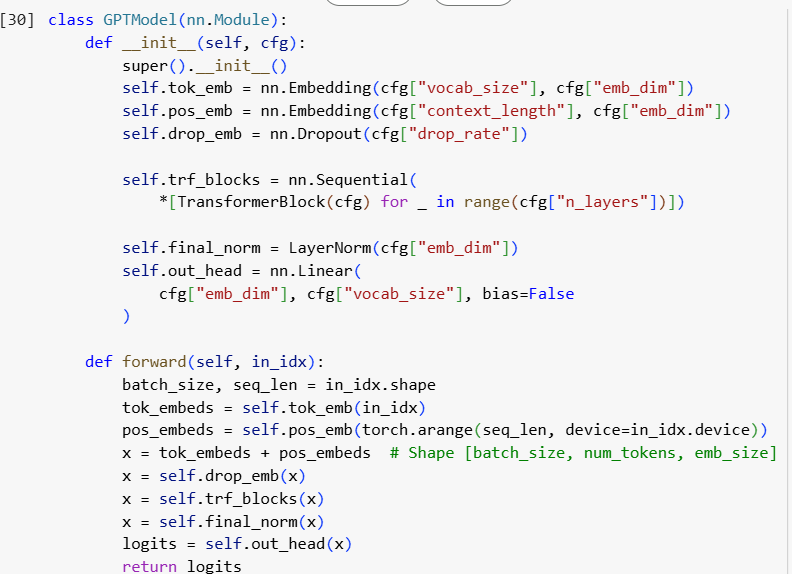 [30] class GPTModel(nn.Module):
    def __init__(self, cfg):
        super().__init__()
        self.tok_emb = nn.Embedding(cfg["vocab_size"], cfg["emb_dim"])
        self.pos_emb = nn.Embedding(cfg["context_length"], cfg["emb_dim"])
        self.drop_emb = nn.Dropout(cfg["drop_rate"])

        self.trf_blocks = nn.Sequential(
            *[TransformerBlock(cfg) for _ in range(cfg["n_layers"])])

        self.final_norm = LayerNorm(cfg["emb_dim"])
        self.out_head = nn.Linear(
            cfg["emb_dim"], cfg["vocab_size"], bias=False
        )

    def forward(self, in_idx):
        batch_size, seq_len = in_idx.shape
        tok_embeds = self.tok_emb(in_idx)
        pos_embeds = self.pos_emb(torch.arange(seq_len, device=in_idx.device))
        x = tok_embeds + pos_embeds  # Shape [batch_size, num_tokens, emb_size]
        x = self.drop_emb(x)
        x = self.trf_blocks(x)
        x = self.final_norm(x)
        logits = self.out_head(x)
        return logits